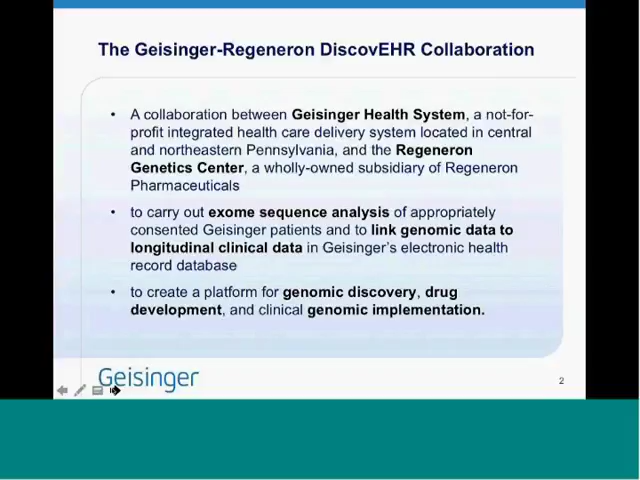 The Geisinger-Regeneron DiscovEHR Collaboration
• A collaboration between Geisinger Health System, a not-for-
profit integrated health care delivery system located in central
and northeastern Pennsylvania, and the Regeneron
Genetics Center, a wholly-owned subsidiary of Regeneron
Pharmaceuticals
• to carry out exome sequence analysis of appropriately
consented Geisinger patients and to link genomic data to
longitudinal clinical data in Geisinger's electronic health
record database
• to create a platform for genomic discovery, drug
development, and clinical genomic implementation.
Geisinger
2